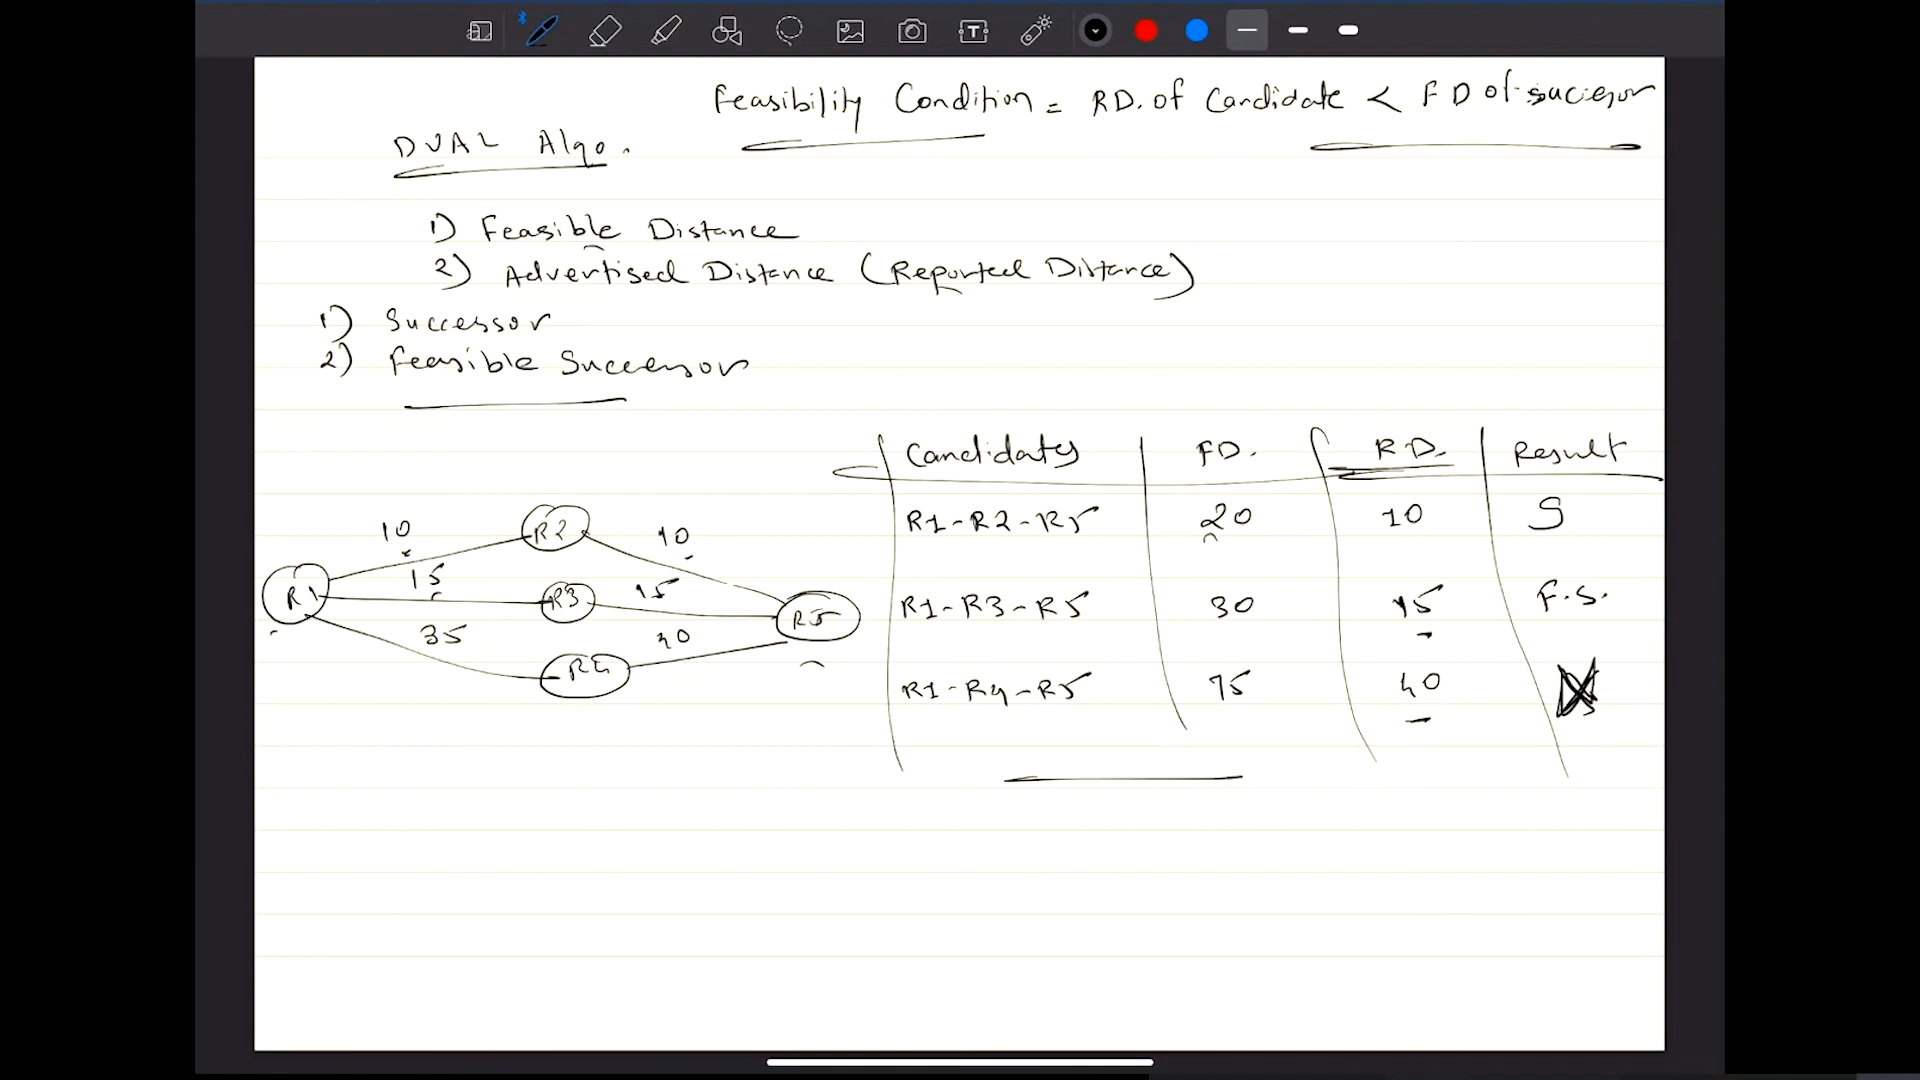 Feasibility Condition = RD. of Candidate < FD of successor
DUAL Algo.
1) Feasible Distance
2) Advertised Distance (Reported Distance)
1) Successor
2) Feasible Successor
Candidates FD. RD. Result
R1-R2-R5 20 10 S
R1-R3-R5 30 15 F.S.
R1-R4-R5 75 40
10 R2 10
R1 15 R3 15 R5
35 R4 40